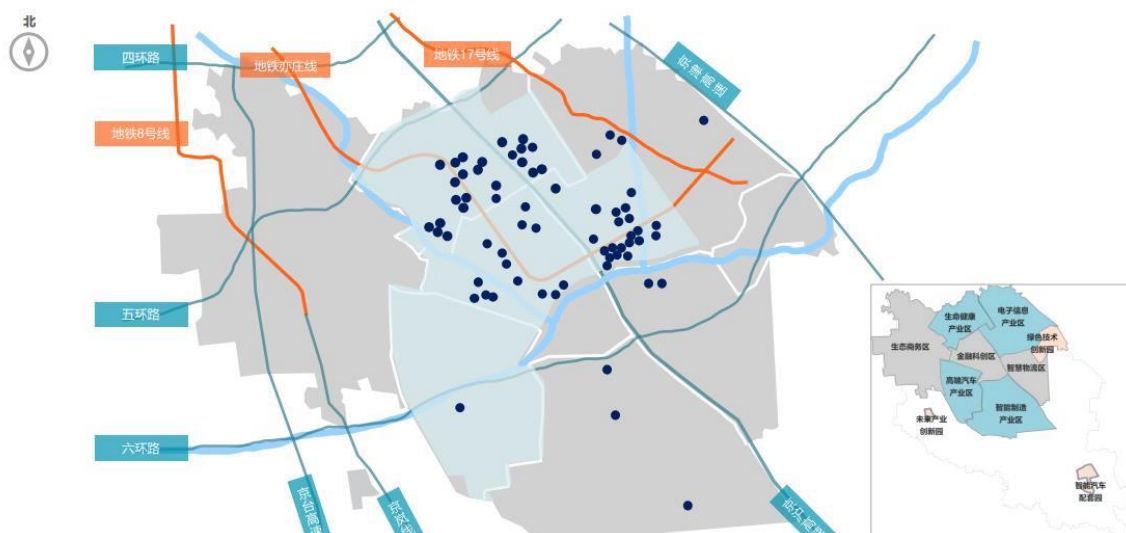 北
四环路
地铁亦庄线
地铁17号线
京津高速
地铁8号线
五环路
六环路
京台高速
京沪高速
生命健康
产业区
电子信息
产业区
绿色技术
创新园
生态商务区
金融科创区
智慧物流区
高端汽车
产业区
智能制造
产业区
未来产业
创新园
智能汽车
配套园